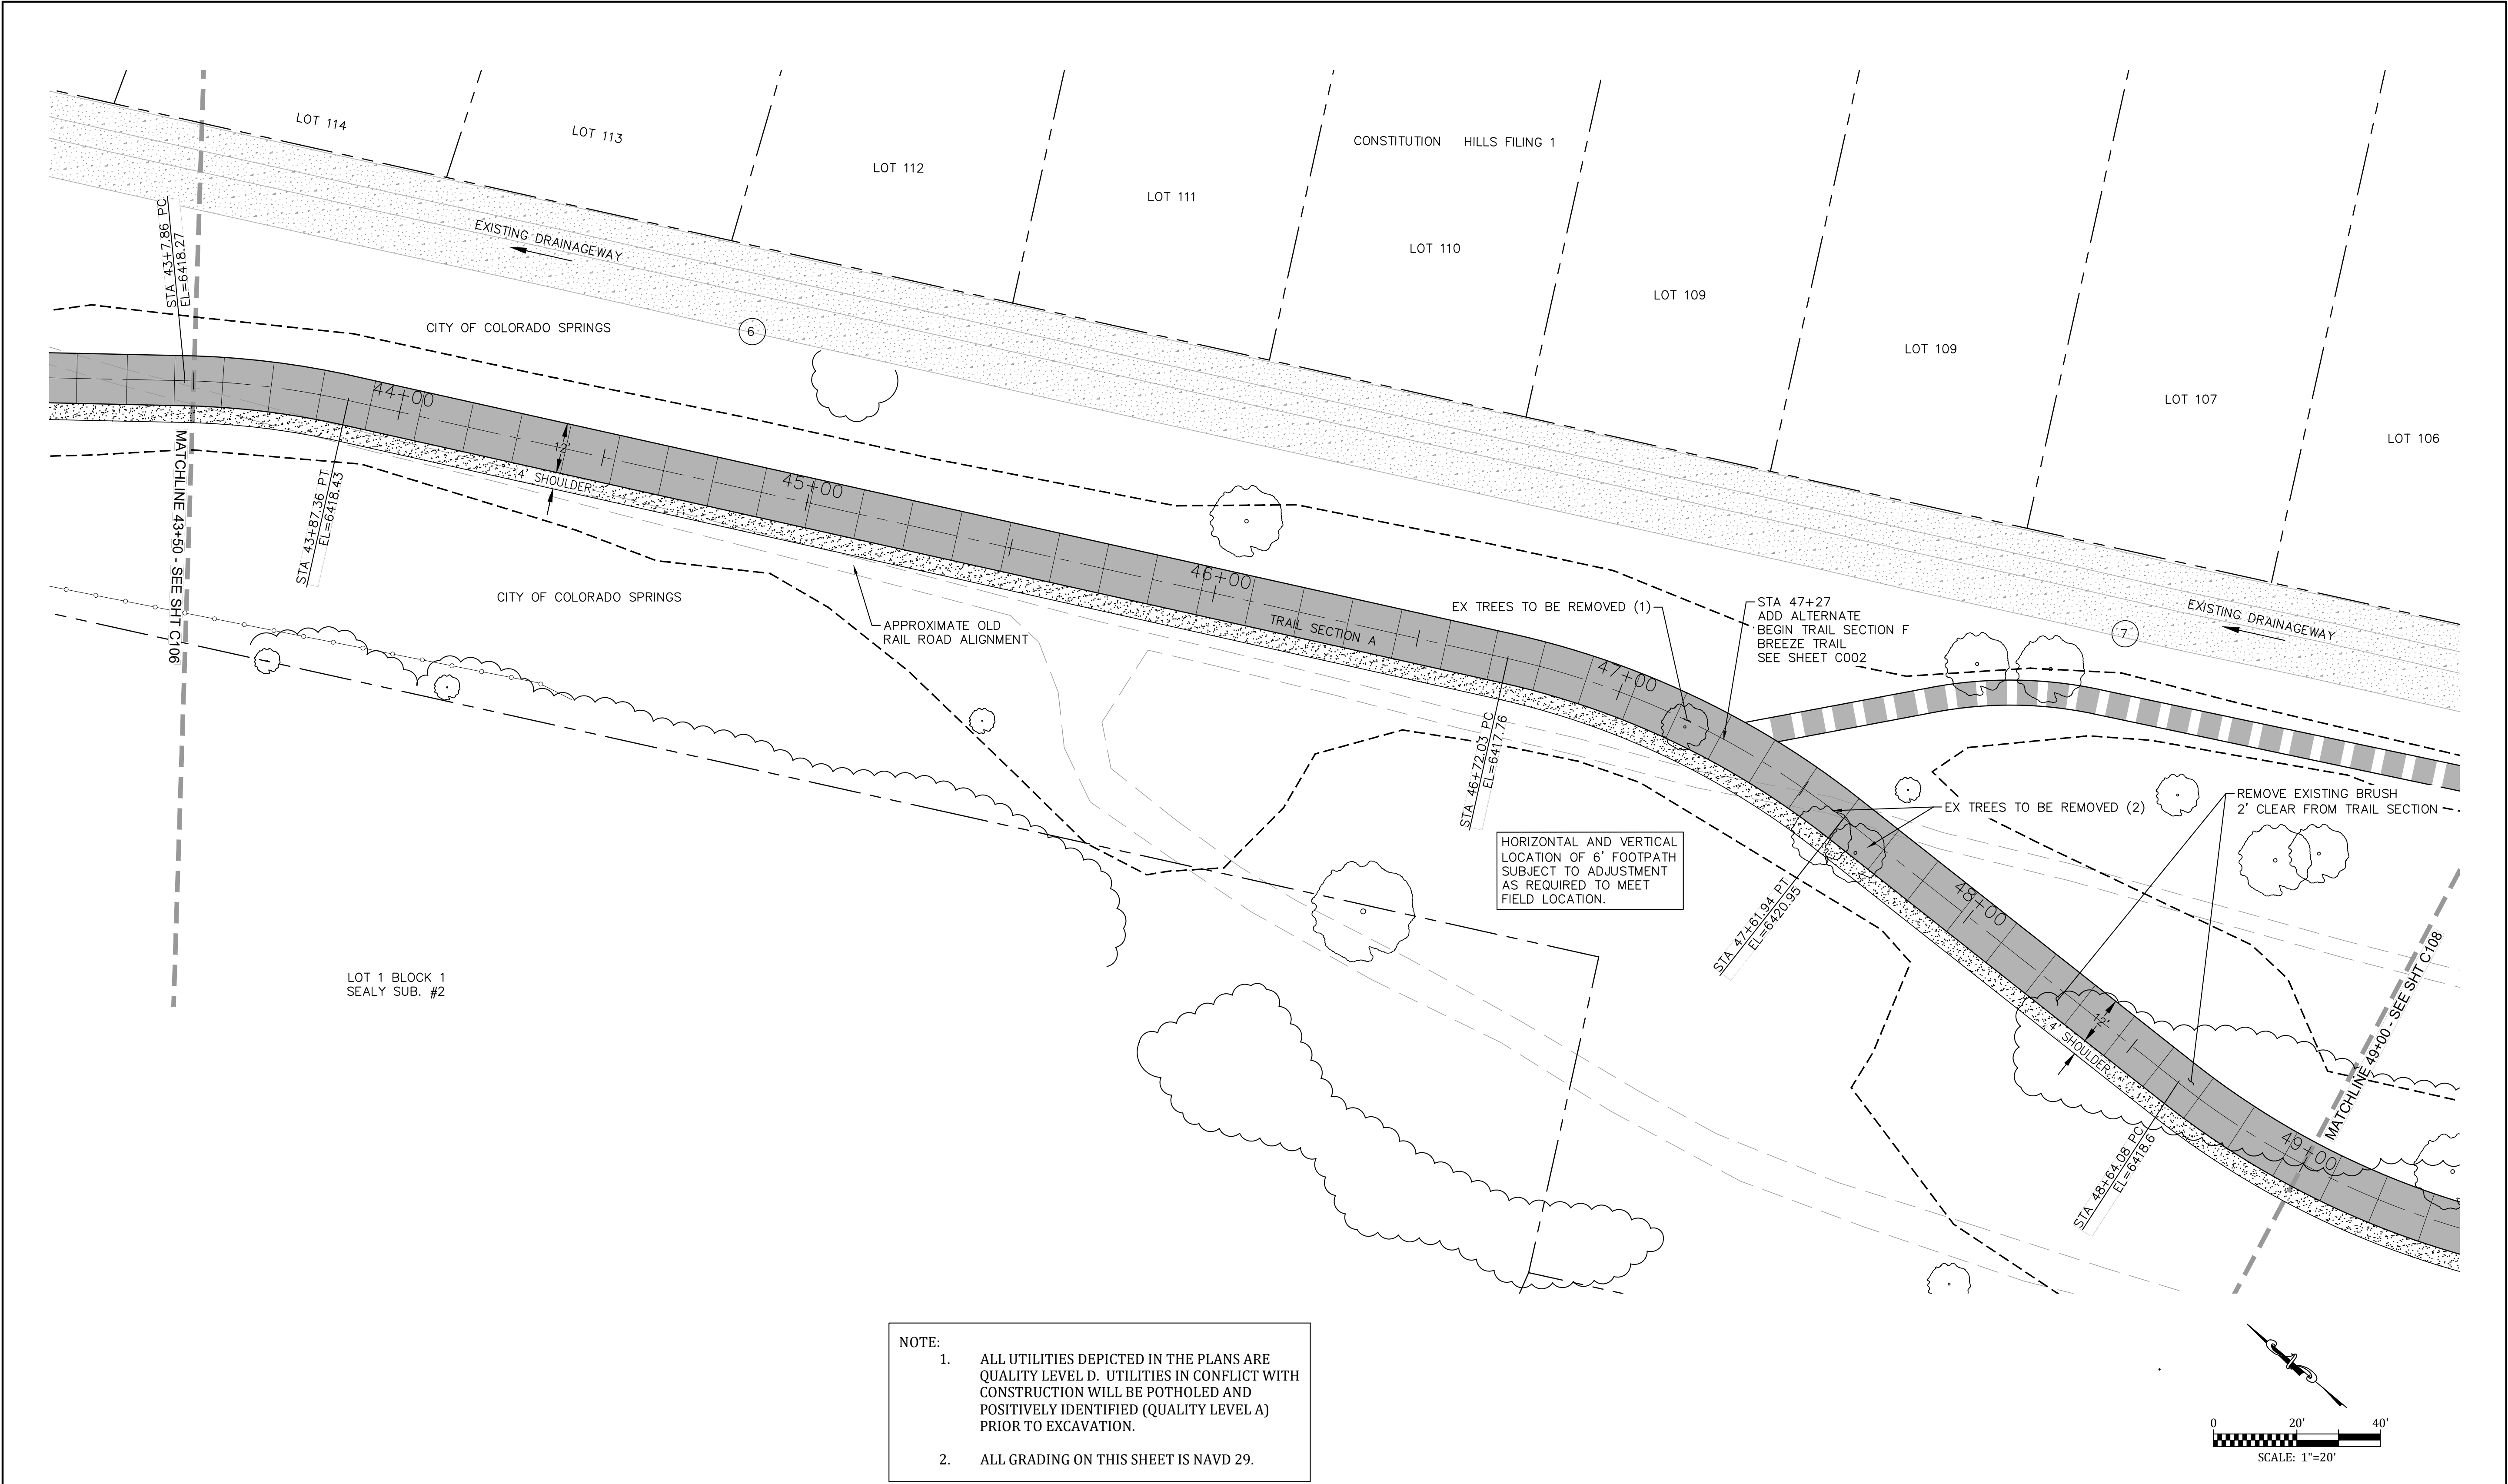 LOT 114
LOT 113
LOT 112
LOT 111
CONSTITUTION HILLS FILING 1
LOT 110
LOT 109
LOT 109
LOT 107
LOT 106
EXISTING DRAINAGEWAY
STA 43+7.86 PC
EL=6418.27
CITY OF COLORADO SPRINGS
6
44+00
12'
4' SHOULDER
45+00
MATCHLINE 43+50 - SEE SHT C106
STA 43+87.36 PT
EL=6418.43
CITY OF COLORADO SPRINGS
APPROXIMATE OLD
RAIL ROAD ALIGNMENT
46+00
TRAIL SECTION A
EX TREES TO BE REMOVED (1)
47+00
STA 47+27
ADD ALTERNATE
BEGIN TRAIL SECTION F
BREEZE TRAIL
SEE SHEET C002
7
EXISTING DRAINAGEWAY
STA 46+72.03 PC
EL=6417.76
EX TREES TO BE REMOVED (2)
REMOVE EXISTING BRUSH
2' CLEAR FROM TRAIL SECTION
HORIZONTAL AND VERTICAL
LOCATION OF 6' FOOTPATH
SUBJECT TO ADJUSTMENT
AS REQUIRED TO MEET
FIELD LOCATION.
STA 47+61.94 PT
EL=6420.95
48+00
LOT 1 BLOCK 1
SEALY SUB. #2
12'
4' SHOULDER
MATCHLINE 49+00 - SEE SHT C108
STA 48+64.08 PC
EL=6418.6
49+00
NOTE:
1. ALL UTILITIES DEPICTED IN THE PLANS ARE
QUALITY LEVEL D. UTILITIES IN CONFLICT WITH
CONSTRUCTION WILL BE POTHOLED AND
POSITIVELY IDENTIFIED (QUALITY LEVEL A)
PRIOR TO EXCAVATION.
2. ALL GRADING ON THIS SHEET IS NAVD 29.
0 20' 40'
SCALE: 1"=20'